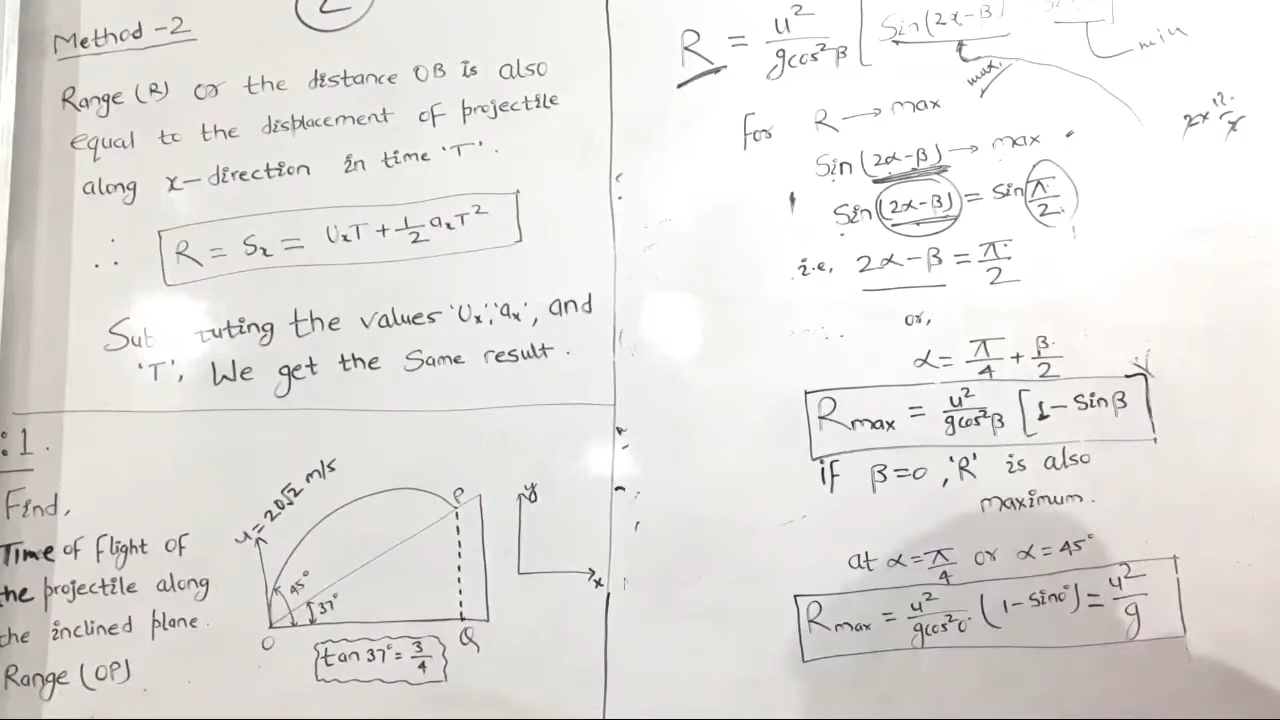 2
Method -2
Range (R) or the distance OB is also
equal to the displacement of projectile
along x-direction in time 'T'.
∴ R = Sx = UxT + 1/2 axT²
Sub tuting the values 'Ux', 'ax', and
'T', We get the same result.
:1.
Find,
Time of flight of
the projectile along
the inclined plane.
Range (OP)
u = 20√2 m/s
P
45°
37°
O
Q
y
x
tan 37° = 3/4
R = u²/gcos²β [Sin(2α-β)
max.
min
for R → max
Sin(2α-β) → max
Sin(2α-β) = Sin π/2
i.e, 2α-β = π/2
or,
α = π/4 + β/2
Rmax = u²/gcos²β [1 - Sinβ]
if β=0, 'R' is also
maximum.
at α = π/4 or α = 45°
Rmax = u²/gcos²0° (1 - sin0°) = u²/g